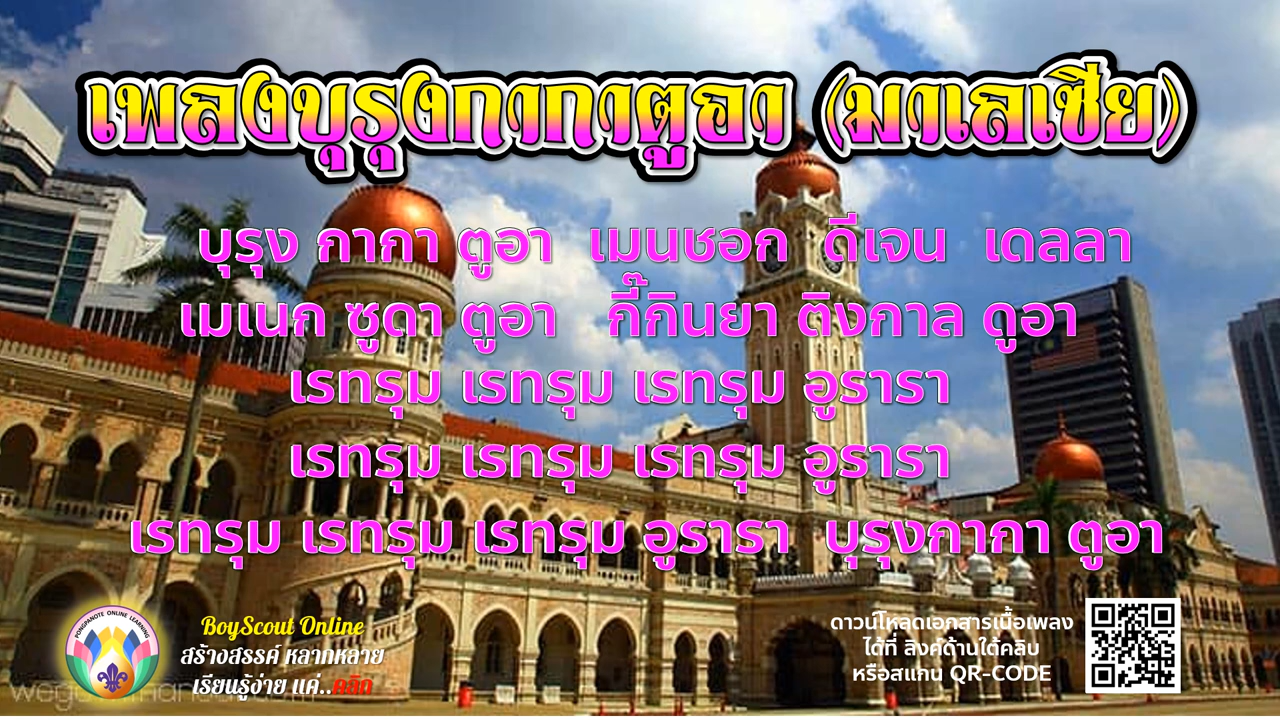 เพลงบุรุงกากาตูอา (มาเลเซีย)
บุรุง กากา ตูอา เมนชอก ดีเจน เดลลา
เมเนก ซูดา ตูอา กี๊กินยา ติงกาล ดูอา
เรทรุม เรทรุม เรทรุม อูรารา
เรทรุม เรทรุม เรทรุม อูรารา
เรทรุม เรทรุม เรทรุม อูรารา บุรุงกากา ตูอา
PONGPANOTE ONLINE LEARNING
BoyScout Online
สร้างสรรค์ หลากหลาย
เรียนรู้ง่าย แค่..คลิก
ดาวน์โหลดเอกสารเนื้อเพลง
ได้ที่ ลิงค์ด้านใต้คลิบ
หรือสแกน QR-CODE